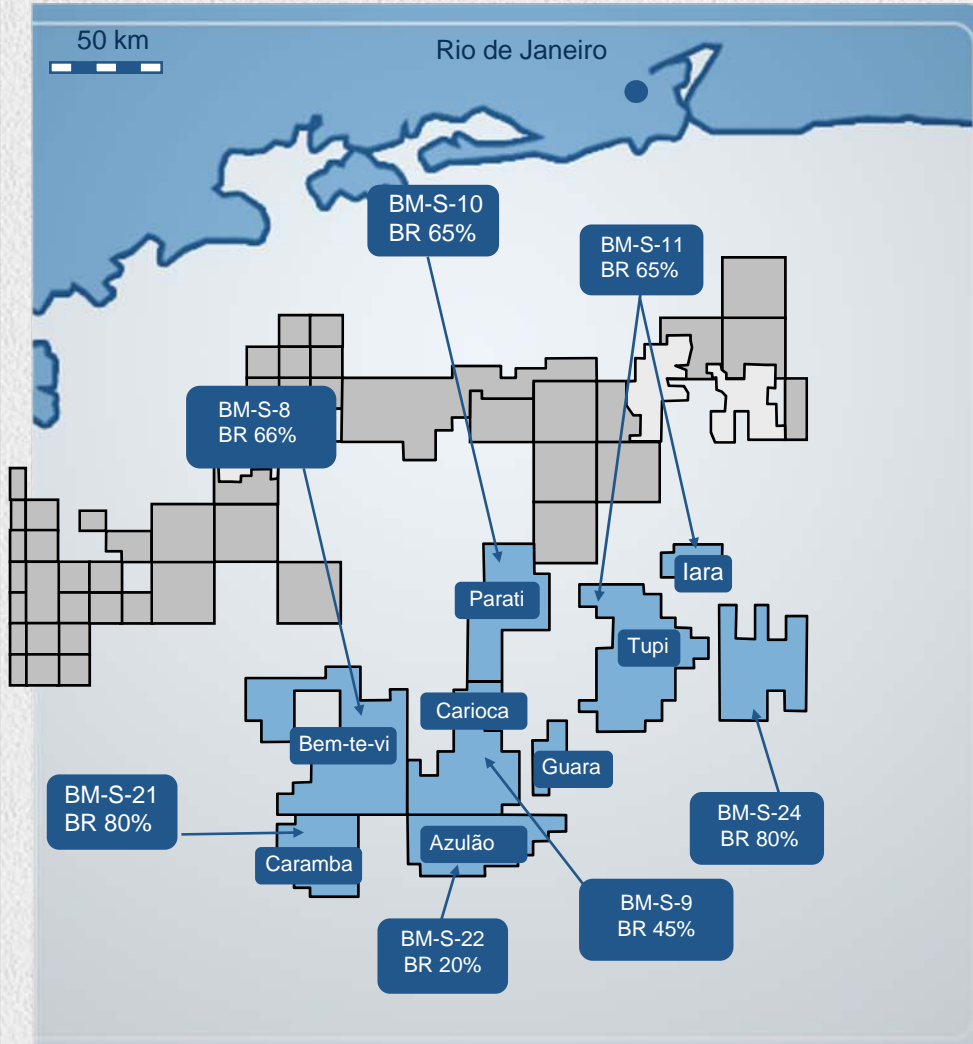 50 km
Rio de Janeiro
BM-S-10
BR 65%
BM-S-11
BR 65%
BM-S-8
BR 66%
Iara
Parati
Tupi
Carioca
Bem-te-vi
Guara
BM-S-21
BR 80%
BM-S-24
BR 80%
Azulão
Caramba
BM-S-9
BR 45%
BM-S-22
BR 20%